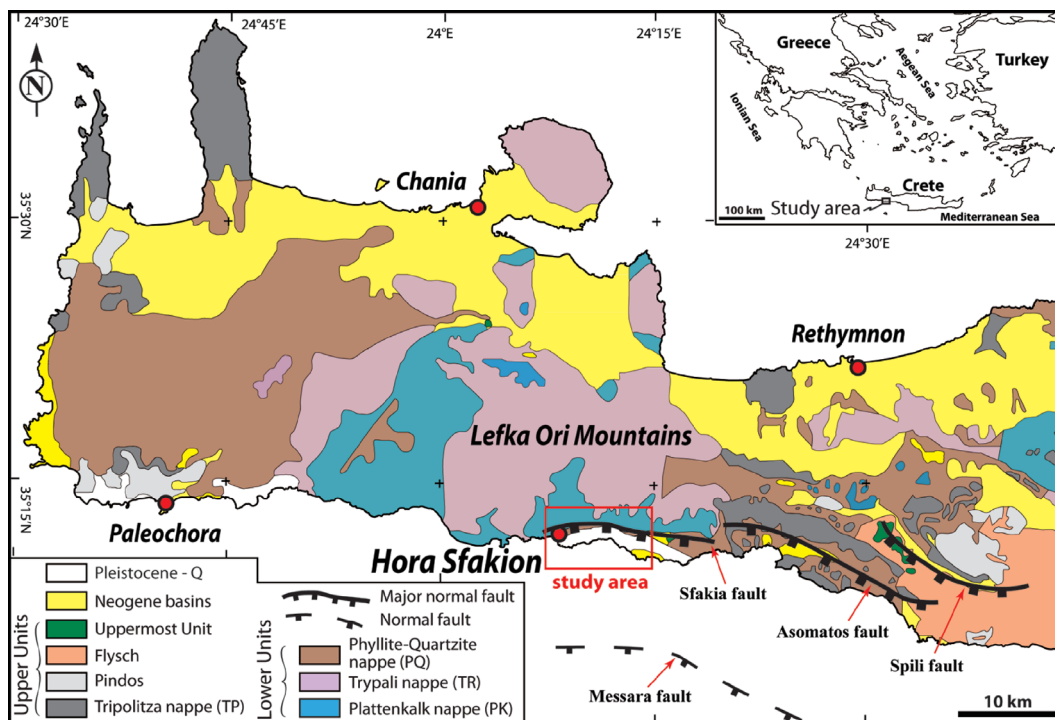 24°30′E
24°45′E
24°E
24°15′E
N
Greece
Turkey
Aegean Sea
Ionian Sea
Crete
100 km
Study area
Mediterranean Sea
24°30′E
35°30′N
Chania
Rethymnon
Lefka Ori Mountains
35°15′N
Paleochora
Hora Sfakion
study area
Sfakia fault
Asomatos fault
Spili fault
Messara fault
10 km
Pleistocene - Q
Neogene basins
Upper Units
Uppermost Unit
Flysch
Pindos
Tripolitza nappe (TP)
Major normal fault
Normal fault
Lower Units
Phyllite-Quartzite
nappe (PQ)
Trypali nappe (TR)
Plattenkalk nappe (PK)